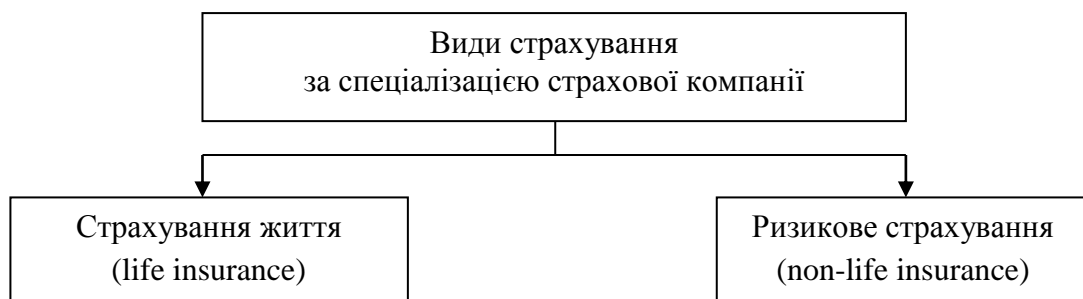 Види страхування
за спеціалізацією страхової компанії
Страхування життя
(life insurance)
Ризикове страхування
(non-life insurance)